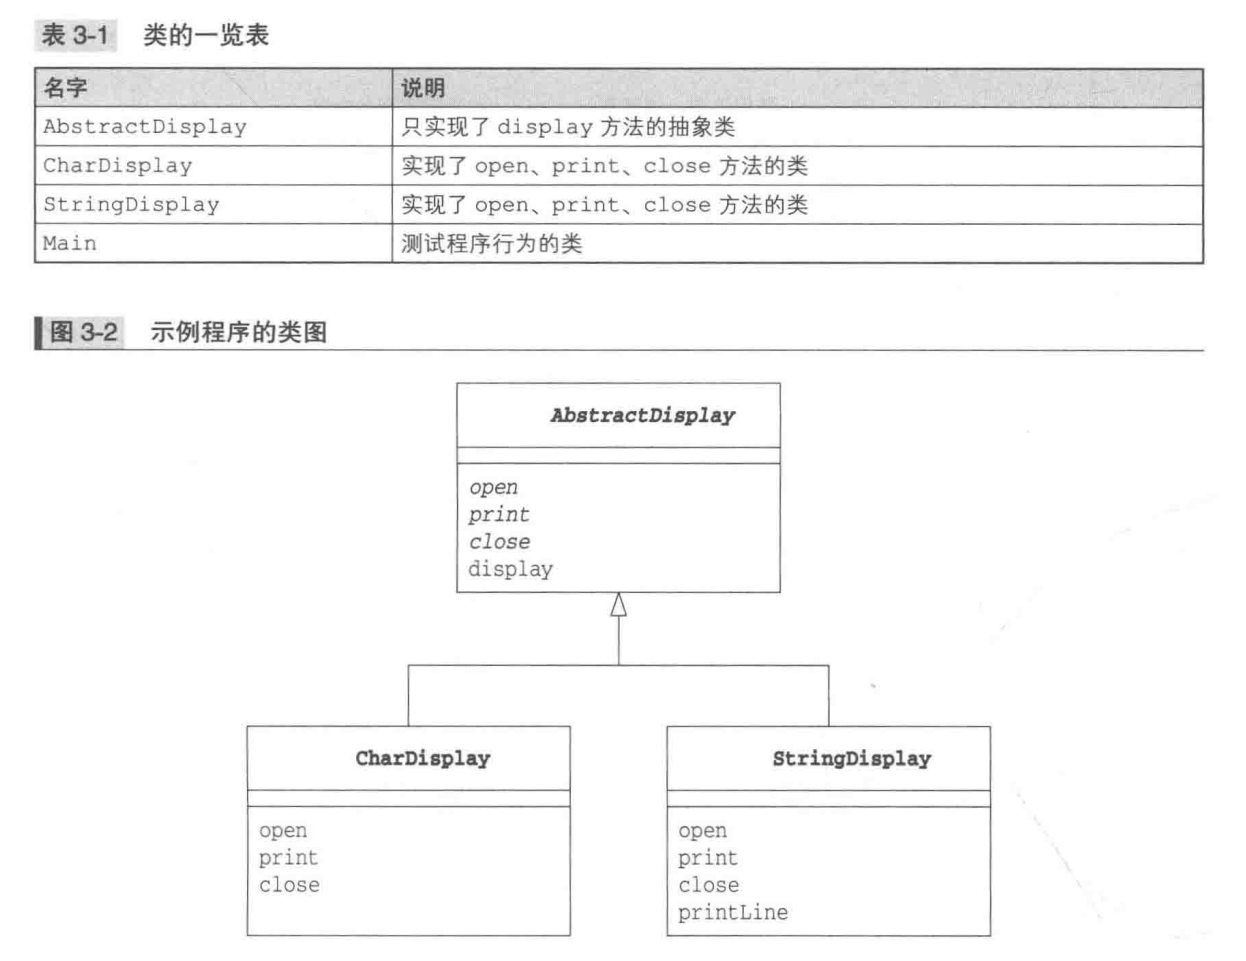 表 3-1 类的一览表
名字 说明
AbstractDisplay 只实现了 display 方法的抽象类
CharDisplay 实现了 open、print、close 方法的类
StringDisplay 实现了 open、print、close 方法的类
Main 测试程序行为的类
图 3-2 示例程序的类图
AbstractDisplay
open
print
close
display
CharDisplay
open
print
close
StringDisplay
open
print
close
printLine